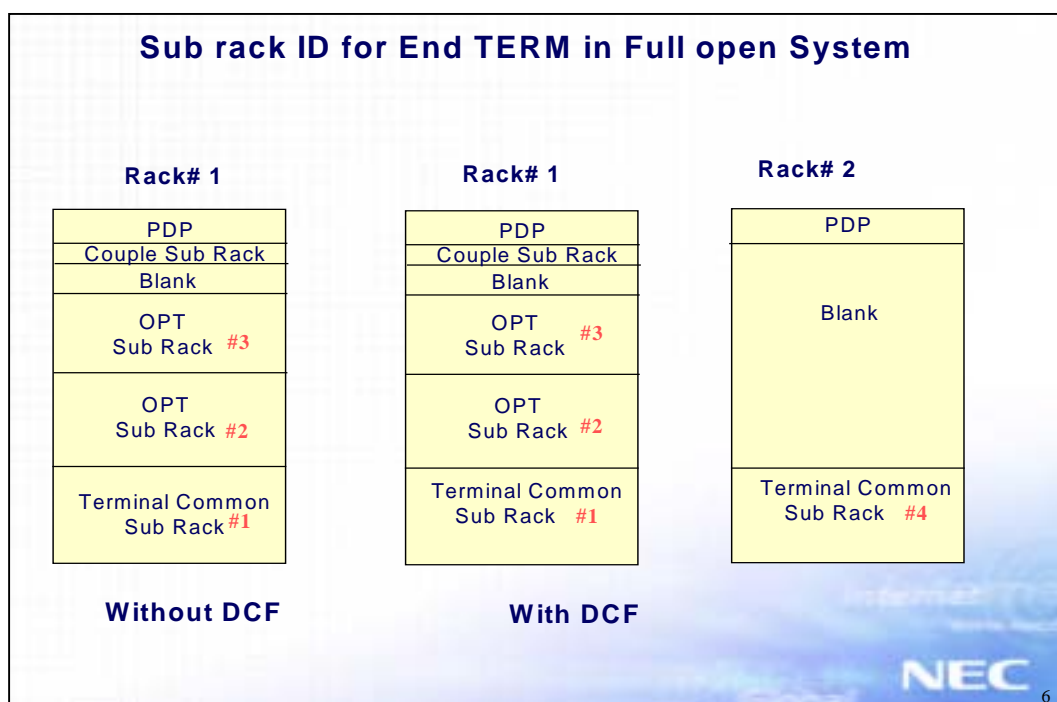 Sub rack ID for End TERM in Full open System
Rack# 1
PDP
Couple Sub Rack
Blank
OPT
Sub Rack #3
OPT
Sub Rack #2
Terminal Common
Sub Rack #1
Without DCF
Rack# 1
PDP
Couple Sub Rack
Blank
OPT
Sub Rack #3
OPT
Sub Rack #2
Terminal Common
Sub Rack #1
With DCF
Rack# 2
PDP
Blank
Terminal Common
Sub Rack #4
Internet
Global
NEC
6